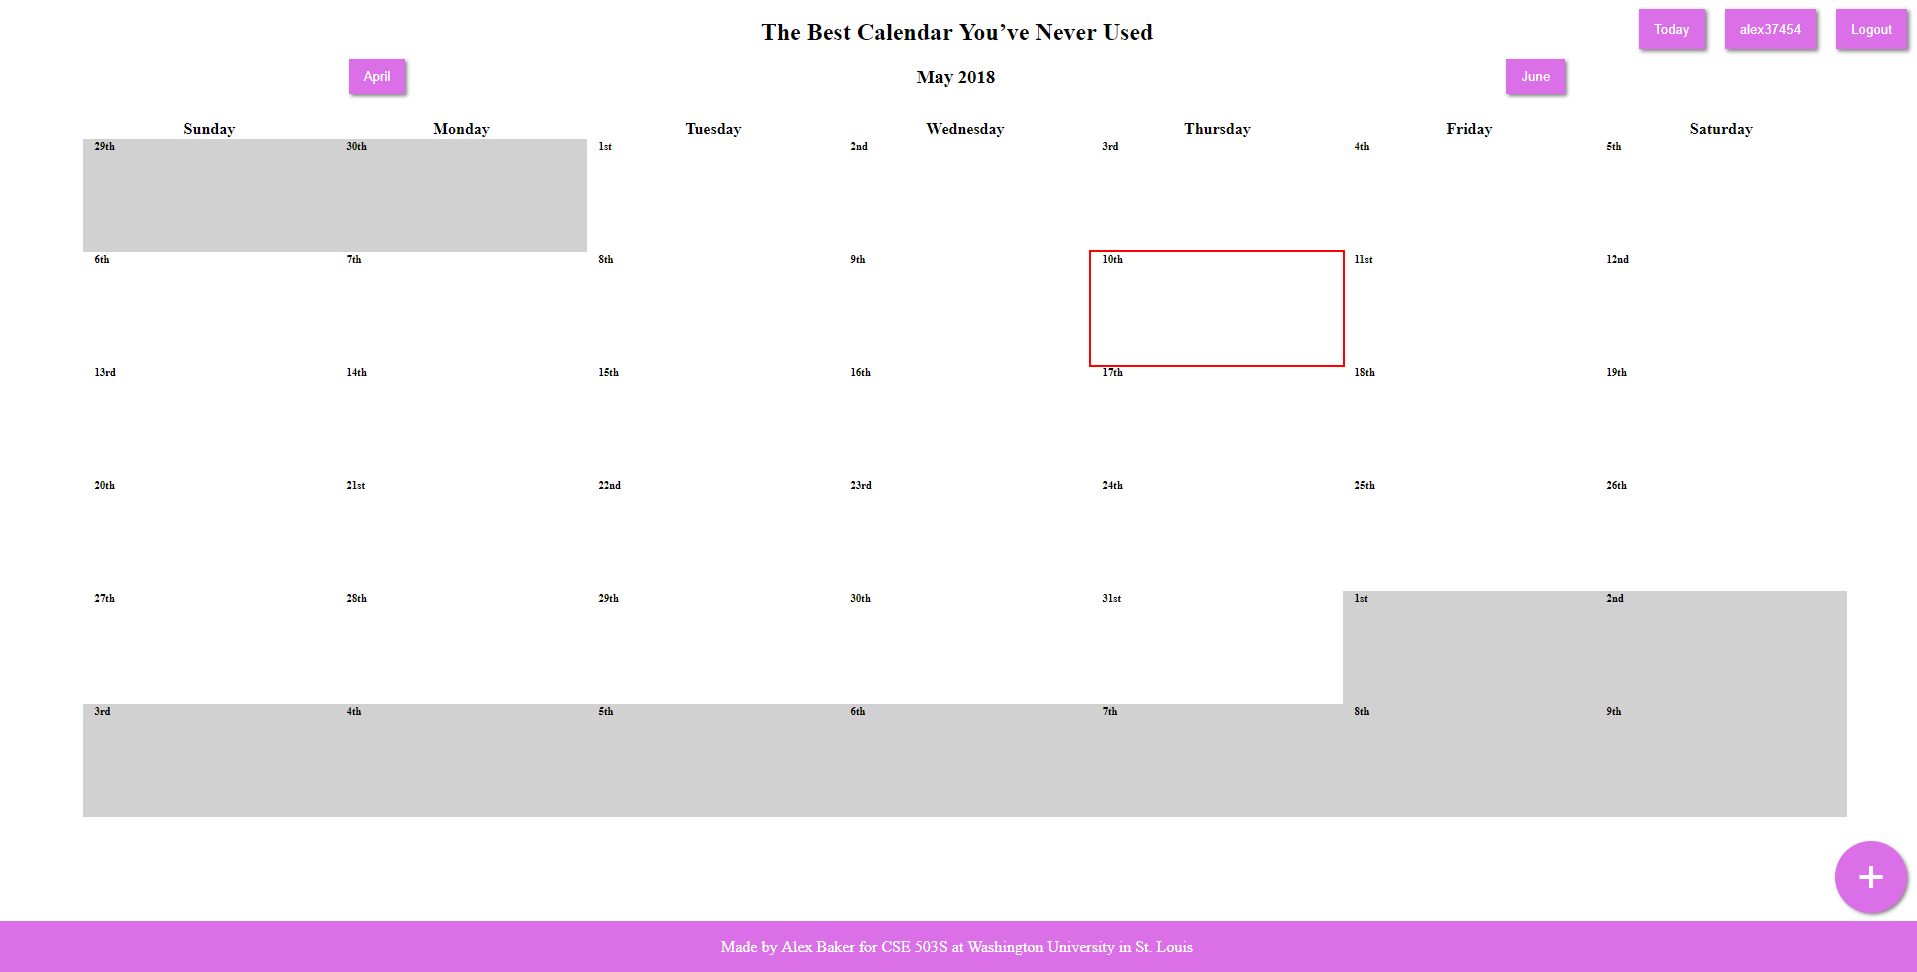 The Best Calendar You’ve Never Used
Today alex37454 Logout
April May 2018 June
Sunday Monday Tuesday Wednesday Thursday Friday Saturday
29th 30th 1st 2nd 3rd 4th 5th
6th 7th 8th 9th 10th 11st 12nd
13rd 14th 15th 16th 17th 18th 19th
20th 21st 22nd 23rd 24th 25th 26th
27th 28th 29th 30th 31st 1st 2nd
3rd 4th 5th 6th 7th 8th 9th
+
Made by Alex Baker for CSE 503S at Washington University in St. Louis